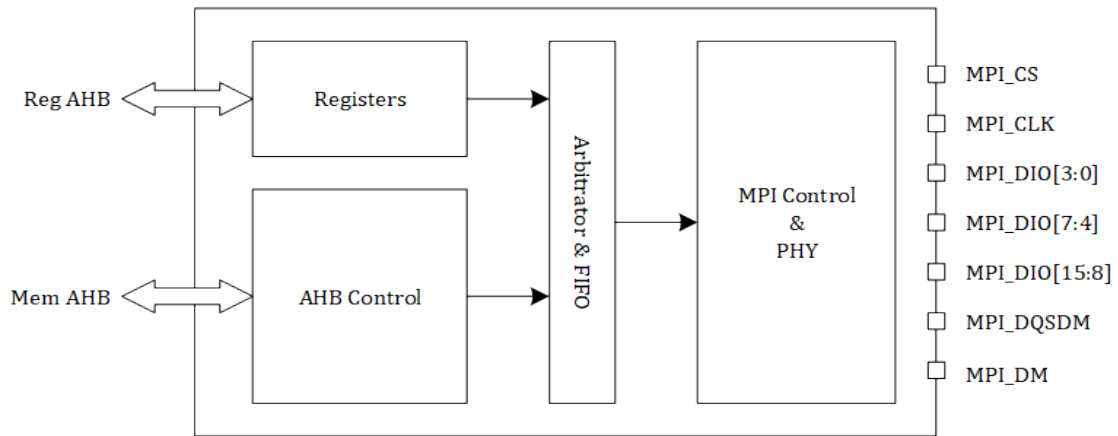 Reg AHB
Registers
Mem AHB
AHB Control
Arbitrator & FIFO
MPI Control
&
PHY
MPI_CS
MPI_CLK
MPI_DIO[3:0]
MPI_DIO[7:4]
MPI_DIO[15:8]
MPI_DQSDM
MPI_DM